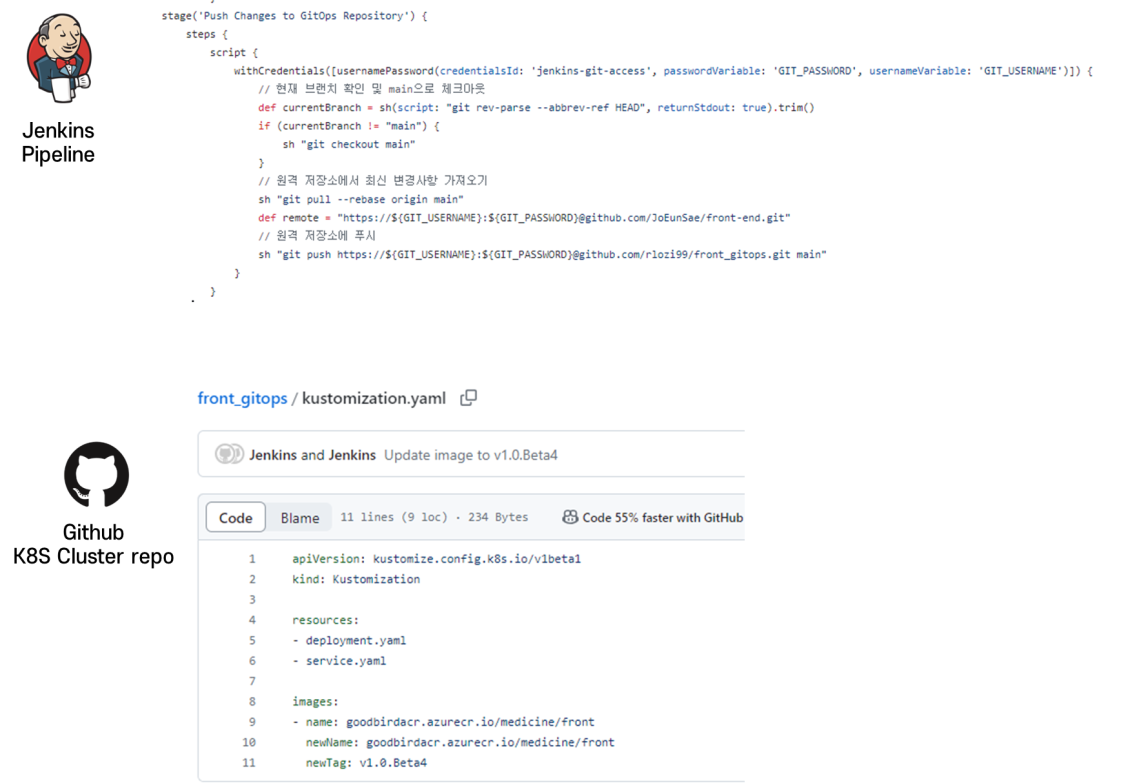 stage('Push Changes to GitOps Repository') {
steps {
script {
withCredentials([usernamePassword(credentialsId: 'jenkins-git-access', passwordVariable: 'GIT_PASSWORD', usernameVariable: 'GIT_USERNAME')]) {
// 현재 브랜치 확인 및 main으로 체크아웃
def currentBranch = sh(script: "git rev-parse --abbrev-ref HEAD", returnStdout: true).trim()
if (currentBranch != "main") {
sh "git checkout main"
}
// 원격 저장소에서 최신 변경사항 가져오기
sh "git pull --rebase origin main"
def remote = "https://${GIT_USERNAME}:${GIT_PASSWORD}@github.com/JoEunSae/front-end.git"
// 원격 저장소에 푸시
sh "git push https://${GIT_USERNAME}:${GIT_PASSWORD}@github.com/rlozi99/front_gitops.git main"
}
}
.
Jenkins
Pipeline
front_gitops / kustomization.yaml
Jenkins and Jenkins Update image to v1.0.Beta4
Code Blame 11 lines (9 loc) · 234 Bytes Code 55% faster with GitHub
1 apiVersion: kustomize.config.k8s.io/v1beta1
2 kind: Kustomization
3
4 resources:
5 - deployment.yaml
6 - service.yaml
7
8 images:
9 - name: goodbirdacr.azurecr.io/medicine/front
10 newName: goodbirdacr.azurecr.io/medicine/front
11 newTag: v1.0.Beta4
Github
K8S Cluster repo